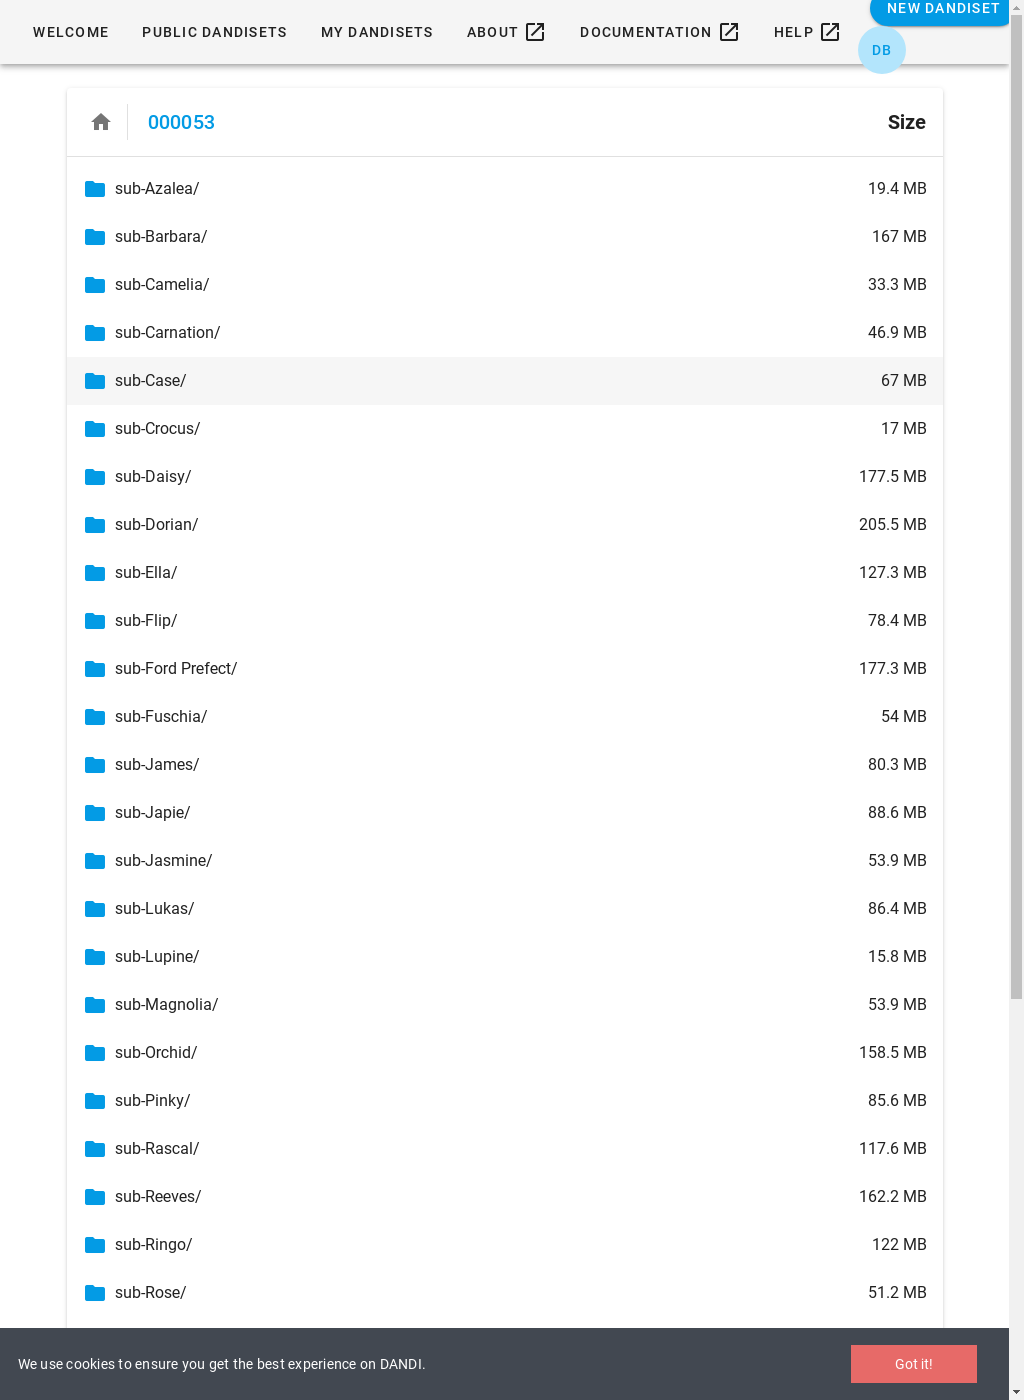 WELCOME PUBLIC DANDISETS MY DANDISETS ABOUT DOCUMENTATION HELP NEW DANDISET
DB
000053 Size
sub-Azalea/ 19.4 MB
sub-Barbara/ 167 MB
sub-Camelia/ 33.3 MB
sub-Carnation/ 46.9 MB
sub-Case/ 67 MB
sub-Crocus/ 17 MB
sub-Daisy/ 177.5 MB
sub-Dorian/ 205.5 MB
sub-Ella/ 127.3 MB
sub-Flip/ 78.4 MB
sub-Ford Prefect/ 177.3 MB
sub-Fuschia/ 54 MB
sub-James/ 80.3 MB
sub-Japie/ 88.6 MB
sub-Jasmine/ 53.9 MB
sub-Lukas/ 86.4 MB
sub-Lupine/ 15.8 MB
sub-Magnolia/ 53.9 MB
sub-Orchid/ 158.5 MB
sub-Pinky/ 85.6 MB
sub-Rascal/ 117.6 MB
sub-Reeves/ 162.2 MB
sub-Ringo/ 122 MB
sub-Rose/ 51.2 MB
We use cookies to ensure you get the best experience on DANDI. Got it!